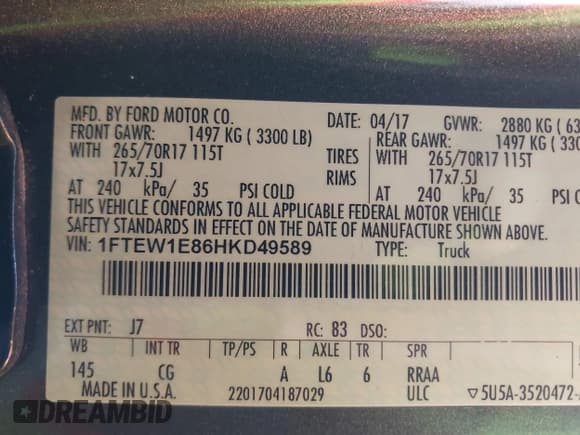 MFD. BY FORD MOTOR CO.
DATE: 04/17 GVWR: 2880 KG ( 63
FRONT GAWR: 1497 KG ( 3300 LB)
REAR GAWR: 1497 KG ( 330
WITH 265/70R17 115T TIRES WITH 265/70R17 115T
17x7.5J RIMS 17x7.5J
AT 240 kPa/ 35 PSI COLD AT 240 kPa/ 35
THIS VEHICLE CONFORMS TO ALL APPLICABLE FEDERAL MOTOR VEHICLE
SAFETY STANDARDS IN EFFECT ON THE DATE OF MANUFACTURE SHOWN
VIN: 1FTEW1E86HKD49589 TYPE: Truck
EXT PNT: J7 RC: 83 DSO:
WB INT TR TP/PS R AXLE TR SPR
145 CG A L6 6 RRAA
MADE IN U.S.A. 2201704187029 ULC ▽5U5A-3520472-
DREAMBID